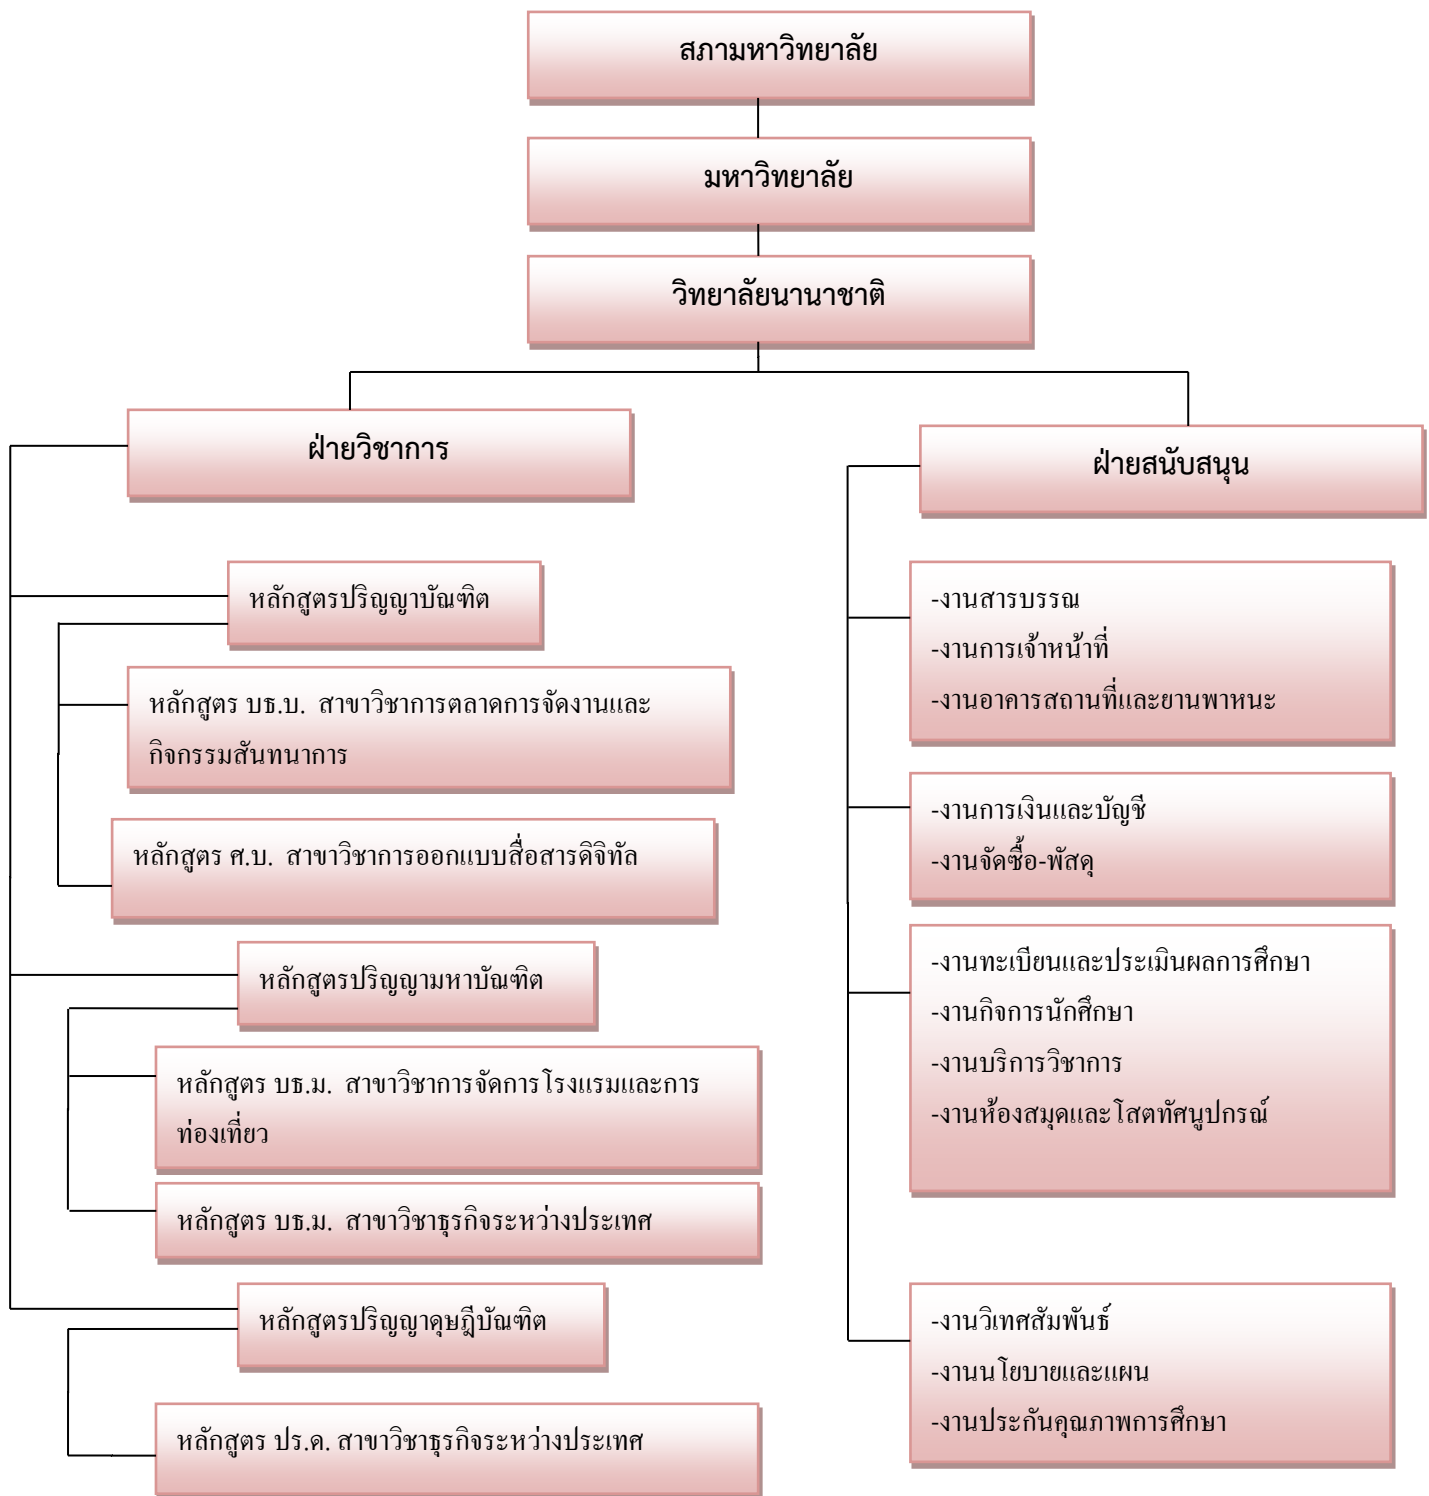 สภามหาวิทยาลัย
มหาวิทยาลัย
วิทยาลัยนานาชาติ
ฝ่ายวิชาการ
หลักสูตรปริญญาบัณฑิต
หลักสูตร บธ.บ. สาขาวิชาการตลาดการจัดงานและ
กิจกรรมสันทนาการ
หลักสูตร ศ.บ. สาขาวิชาการออกแบบสื่อสารดิจิทัล
หลักสูตรปริญญามหาบัณฑิต
หลักสูตร บธ.ม. สาขาวิชาการจัดการโรงแรมและการ
ท่องเที่ยว
หลักสูตร บธ.ม. สาขาวิชาธุรกิจระหว่างประเทศ
หลักสูตรปริญญาดุษฎีบัณฑิต
หลักสูตร ปร.ด. สาขาวิชาธุรกิจระหว่างประเทศ
ฝ่ายสนับสนุน
-งานสารบรรณ
-งานการเจ้าหน้าที่
-งานอาคารสถานที่และยานพาหนะ
-งานการเงินและบัญชี
-งานจัดซื้อ-พัสดุ
-งานทะเบียนและประเมินผลการศึกษา
-งานกิจการนักศึกษา
-งานบริการวิชาการ
-งานห้องสมุดและโสตทัศนูปกรณ์
-งานวิเทศสัมพันธ์
-งานนโยบายและแผน
-งานประกันคุณภาพการศึกษา